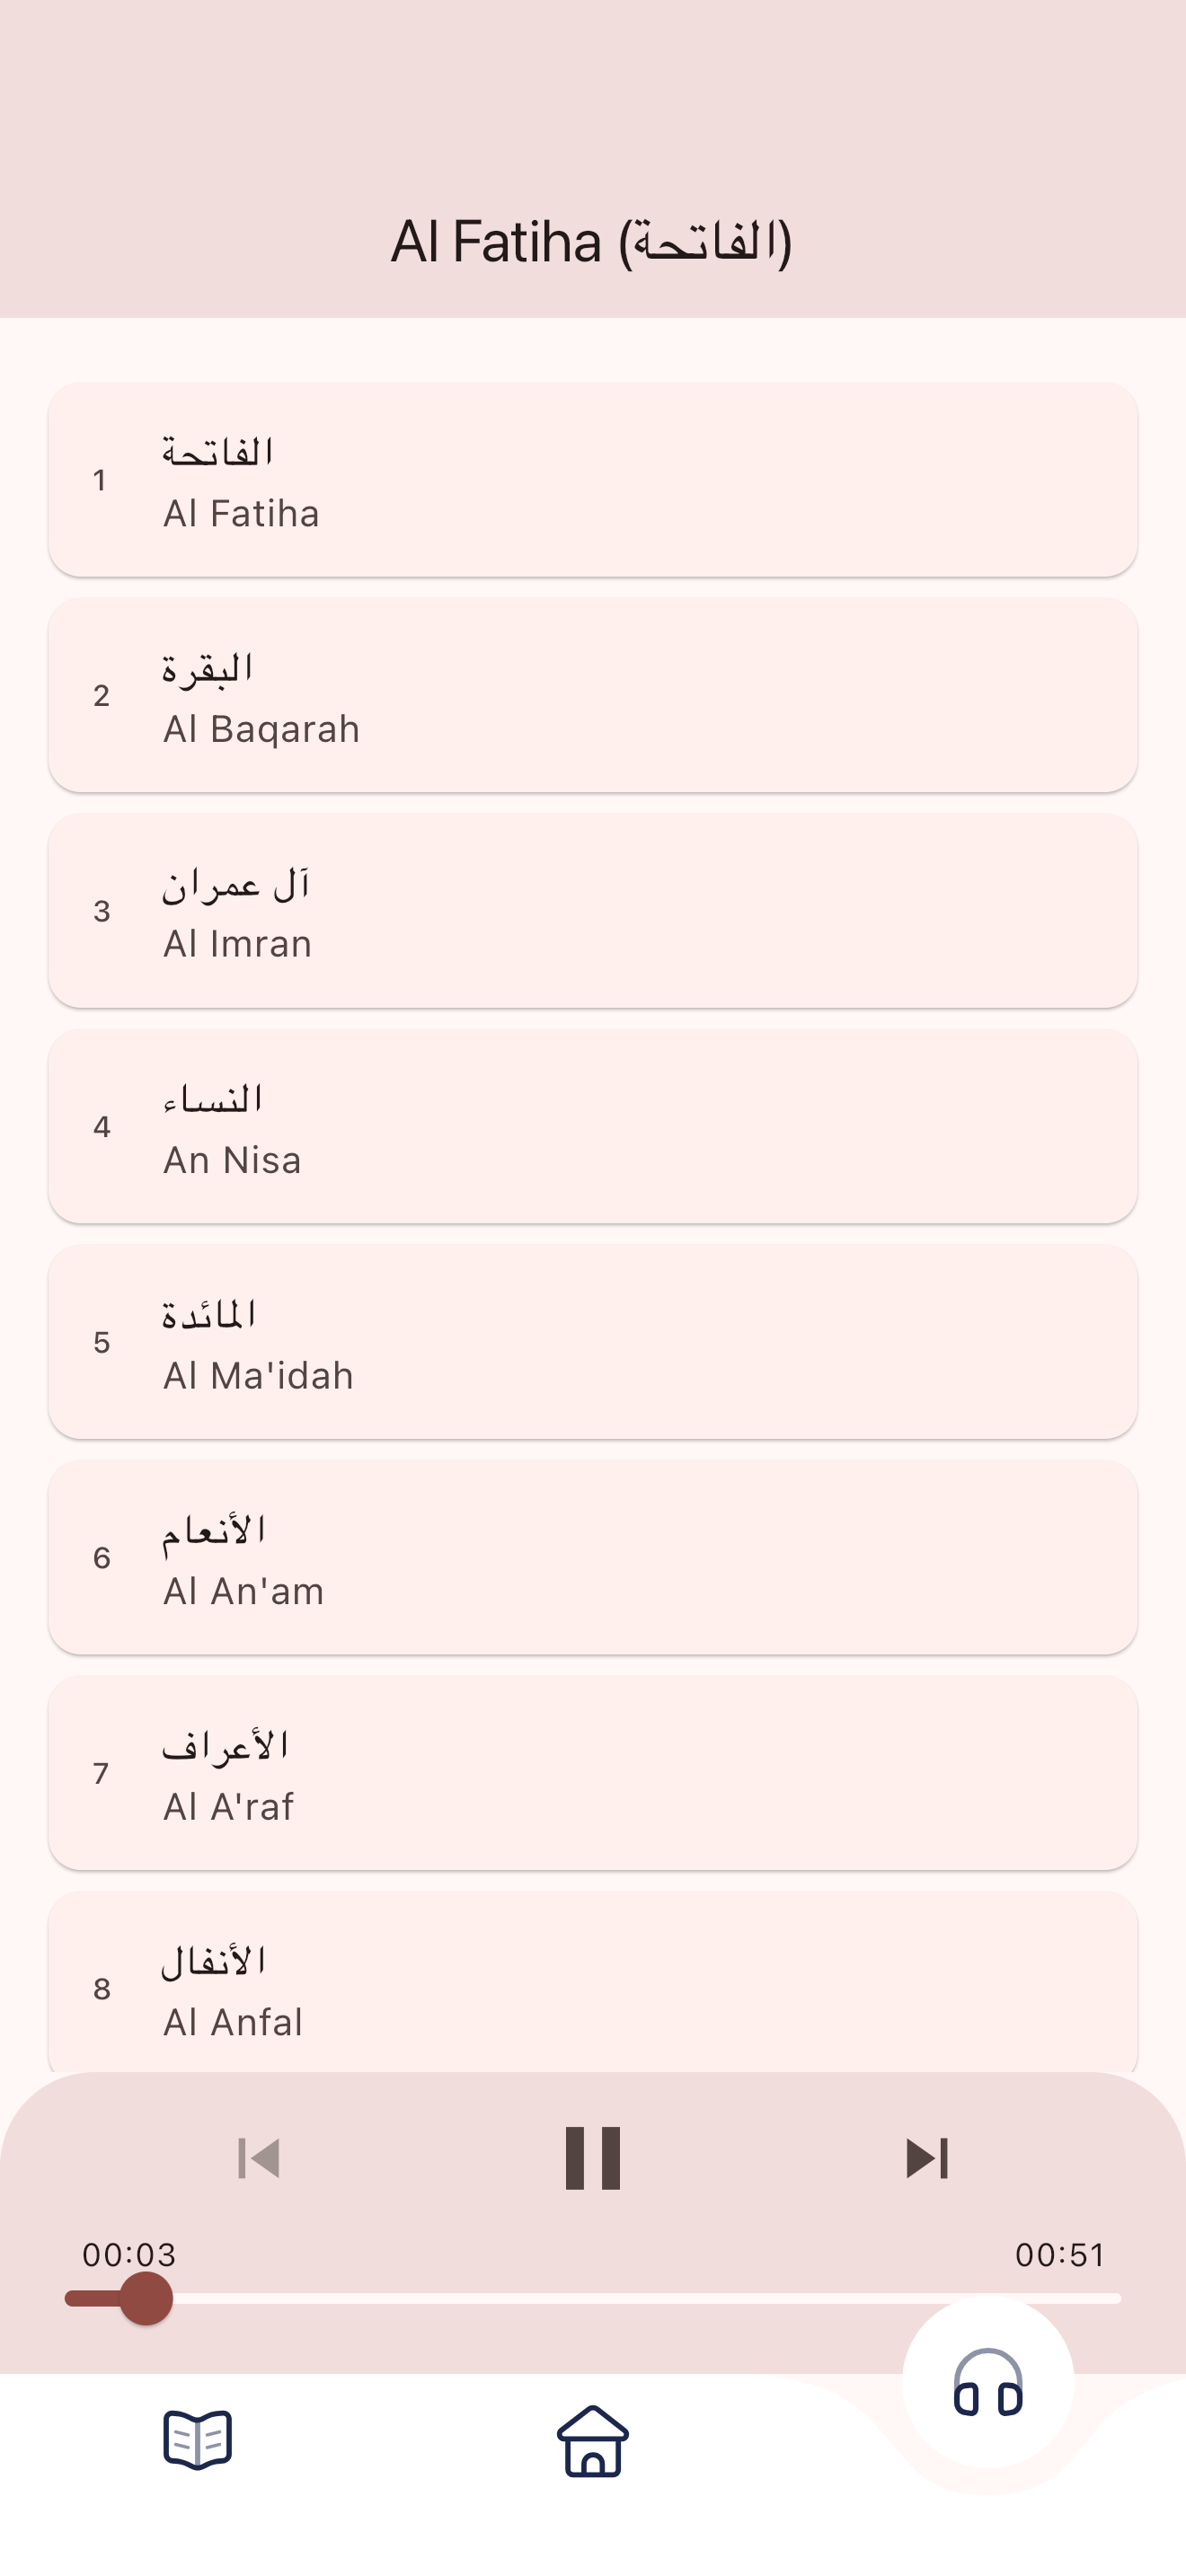 Al Fatiha (الفاتحة)
1
الفاتحة
Al Fatiha
2
البقرة
Al Baqarah
3
آل عمران
Al Imran
4
النساء
An Nisa
5
المائدة
Al Ma'idah
6
الأنعام
Al An'am
7
الأعراف
Al A'raf
8
الأنفال
Al Anfal
00:03 00:51